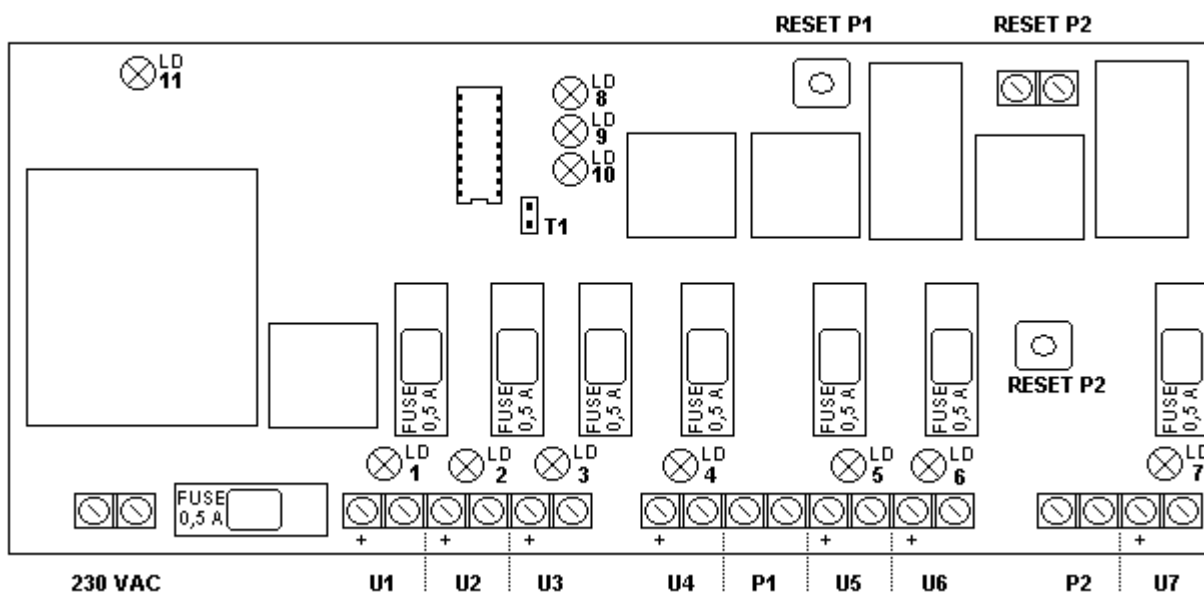 RESET P1 RESET P2
LD 11
LD 8
LD 9
LD 10
T1
FUSE 0,5 A
FUSE 0,5 A
FUSE 0,5 A
FUSE 0,5 A
FUSE 0,5 A
FUSE 0,5 A
FUSE 0,5 A
RESET P2
LD 1
LD 2
LD 3
LD 4
LD 5
LD 6
LD 7
FUSE
0,5 A
+ + + + + + +
230 VAC U1 U2 U3 U4 P1 U5 U6 P2 U7